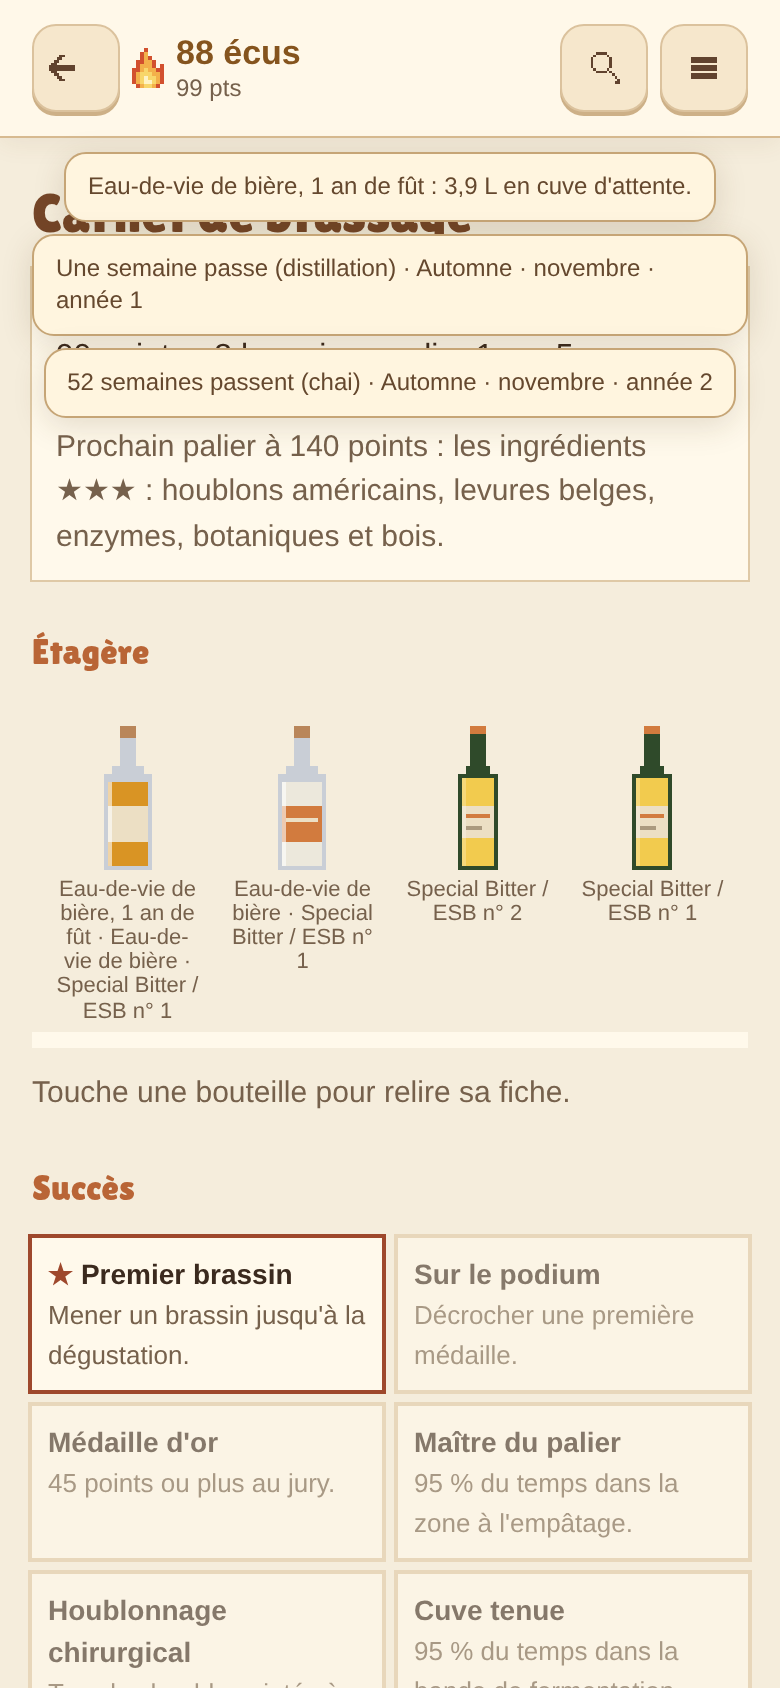 88 écus
99 pts
Eau-de-vie de bière, 1 an de fût : 3,9 L en cuve d'attente.
Carnet de brassage
Une semaine passe (distillation) · Automne · novembre ·
année 1
52 semaines passent (chai) · Automne · novembre · année 2
Prochain palier à 140 points : les ingrédients
★★★ : houblons américains, levures belges,
enzymes, botaniques et bois.
Étagère
Eau-de-vie de
bière, 1 an de
fût · Eau-de-
vie de bière ·
Special Bitter /
ESB n° 1
Eau-de-vie de
bière · Special
Bitter / ESB n°
1
Special Bitter /
ESB n° 2
Special Bitter /
ESB n° 1
Touche une bouteille pour relire sa fiche.
Succès
★ Premier brassin
Mener un brassin jusqu'à la
dégustation.
Sur le podium
Décrocher une première
médaille.
Médaille d'or
45 points ou plus au jury.
Maître du palier
95 % du temps dans la
zone à l'empâtage.
Houblonnage
chirurgical
Cuve tenue
95 % du temps dans la